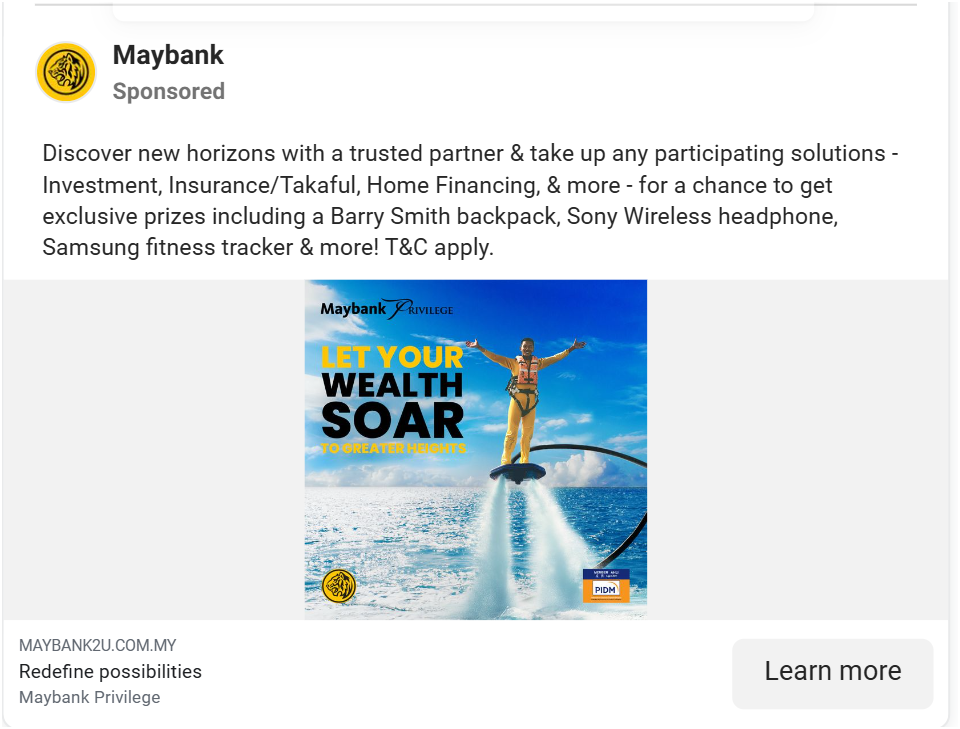 Maybank
Sponsored
Discover new horizons with a trusted partner & take up any participating solutions -
Investment, Insurance/Takaful, Home Financing, & more - for a chance to get
exclusive prizes including a Barry Smith backpack, Sony Wireless headphone,
Samsung fitness tracker & more! T&C apply.
Maybank PRIVILEGE
LET YOUR
WEALTH
SOAR
TO GREATER HEIGHTS
PIDM
MAYBANK2U.COM.MY
Redefine possibilities
Maybank Privilege
Learn more